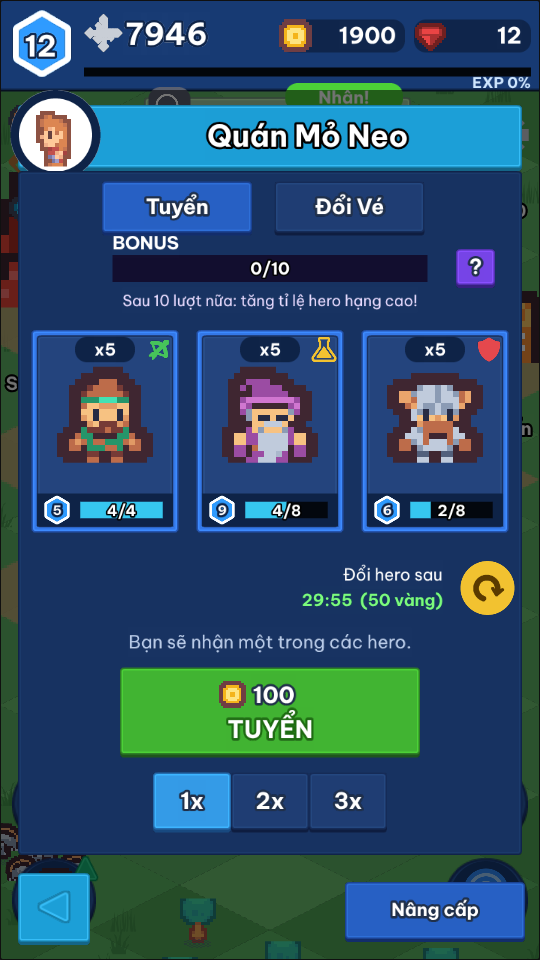 12
7946
1900
12
EXP 0%
Nhân!
Quán Mỏ Neo
Tuyển
Đổi Vé
BONUS
0/10
?
Sau 10 lượt nữa: tăng tỉ lệ hero hạng cao!
x5
x5
x5
5
4/4
9
4/8
6
2/8
Đổi hero sau
29:55 (50 vàng)
Bạn sẽ nhận một trong các hero.
100
TUYỂN
1x
2x
3x
Nâng cấp